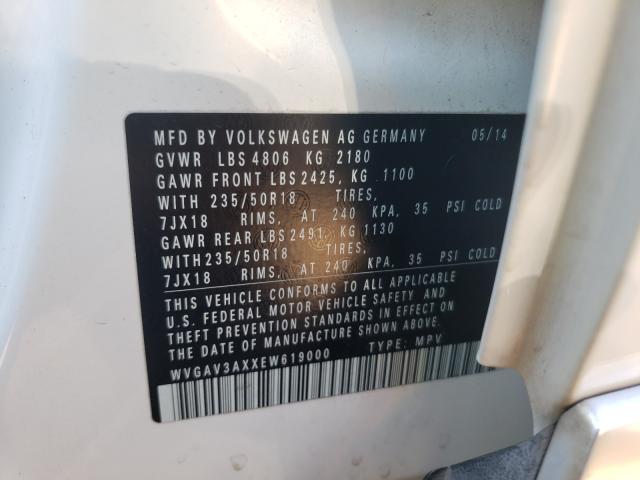 MFD BY VOLKSWAGEN AG GERMANY 05/14
GVWR LBS 4806 KG 2180
GAWR FRONT LBS 2425, KG .1100
WITH 235/50R18 TIRES,
7JX18 RIMS, AT 240 KPA, 35 PSI COLD
GAWR REAR LBS 2491, KG 1130
WITH 235/50R18 TIRES,
7JX18 RIMS, AT 240 KPA, 35 PSI COLD
THIS VEHICLE CONFORMS TO ALL APPLICABLE
U.S. FEDERAL MOTOR VEHICLE SAFETY AND
THEFT PREVENTION STANDARDS IN EFFECT ON
THE DATE OF MANUFACTURE SHOWN ABOVE.
WVGAV3AXXEW619000 TYPE: MPV